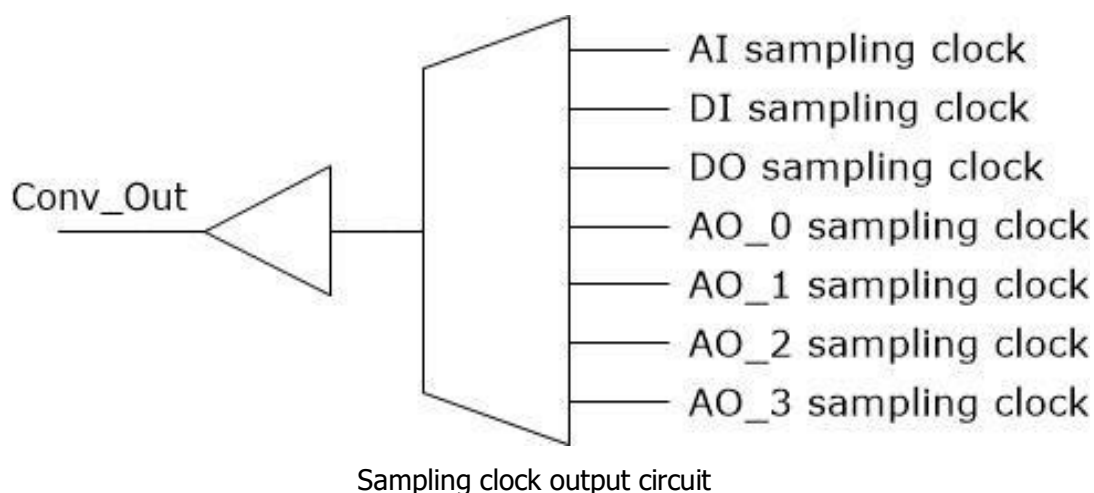 AI sampling clock
DI sampling clock
DO sampling clock
Conv_Out
AO_0 sampling clock
AO_1 sampling clock
AO_2 sampling clock
AO_3 sampling clock
Sampling clock output circuit